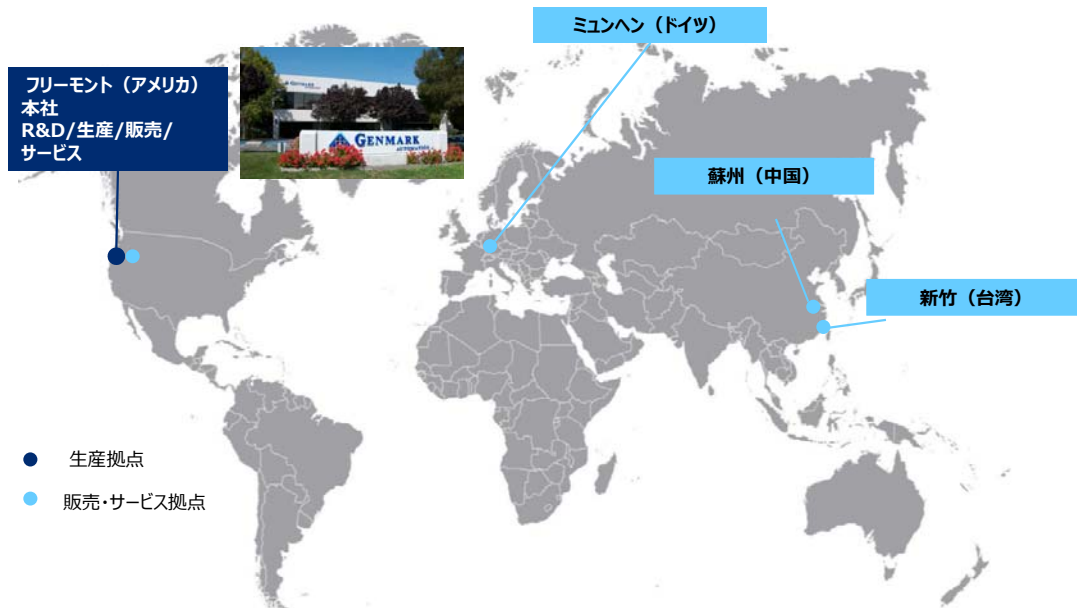 ミュンヘン（ドイツ）
フリーモント（アメリカ）
本社
R&D/生産/販売/
サービス
GENMARK
GENMARK
AUTOMATION
蘇州（中国）
新竹（台湾）
生産拠点
販売・サービス拠点